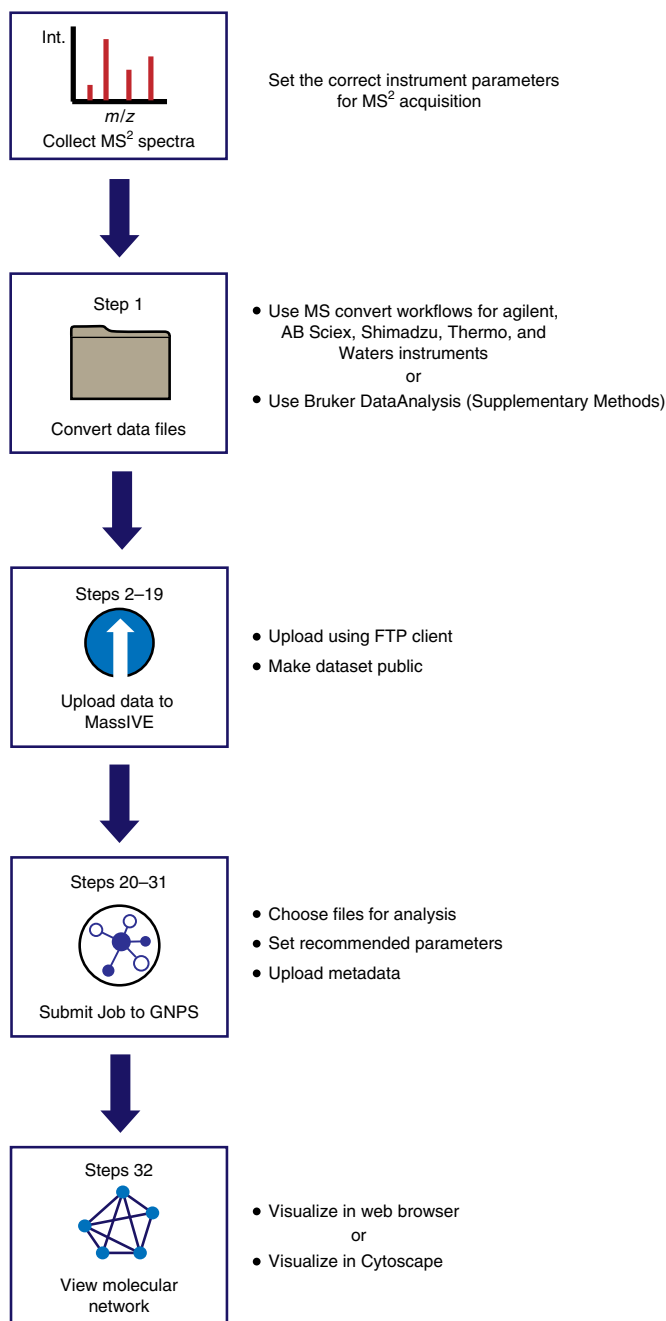 Int.
m/z
Collect MS² spectra
Set the correct instrument parameters
for MS² acquisition
Step 1
Convert data files
• Use MS convert workflows for agilent,
AB Sciex, Shimadzu, Thermo, and
Waters instruments
or
• Use Bruker DataAnalysis (Supplementary Methods)
Steps 2–19
Upload data to
MassIVE
• Upload using FTP client
• Make dataset public
Steps 20–31
Submit Job to GNPS
• Choose files for analysis
• Set recommended parameters
• Upload metadata
Steps 32
View molecular
network
• Visualize in web browser
or
• Visualize in Cytoscape